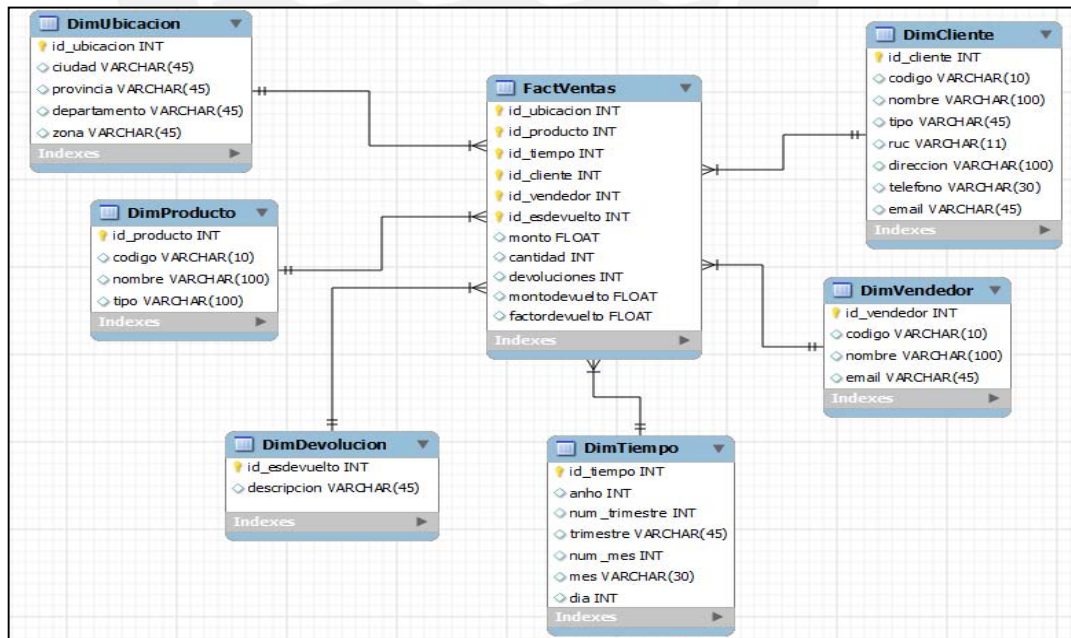 DimUbicacion
id_ubicacion INT
ciudad VARCHAR(45)
provincia VARCHAR(45)
departamento VARCHAR(45)
zona VARCHAR(45)
Indexes
DimProducto
id_producto INT
codigo VARCHAR(10)
nombre VARCHAR(100)
tipo VARCHAR(100)
Indexes
DimDevolucion
id_esdevuelto INT
descripcion VARCHAR(45)
Indexes
FactVentas
id_ubicacion INT
id_producto INT
id_tiempo INT
id_cliente INT
id_vendedor INT
id_esdevuelto INT
monto FLOAT
cantidad INT
devoluciones INT
montodevuelto FLOAT
factordevuelto FLOAT
Indexes
DimTiempo
id_tiempo INT
anho INT
num_trimestre INT
trimestre VARCHAR(45)
num_mes INT
mes VARCHAR(30)
dia INT
Indexes
DimCliente
id_cliente INT
codigo VARCHAR(10)
nombre VARCHAR(100)
tipo VARCHAR(45)
ruc VARCHAR(11)
direccion VARCHAR(100)
telefono VARCHAR(30)
email VARCHAR(45)
Indexes
DimVendedor
id_vendedor INT
codigo VARCHAR(10)
nombre VARCHAR(100)
email VARCHAR(45)
Indexes